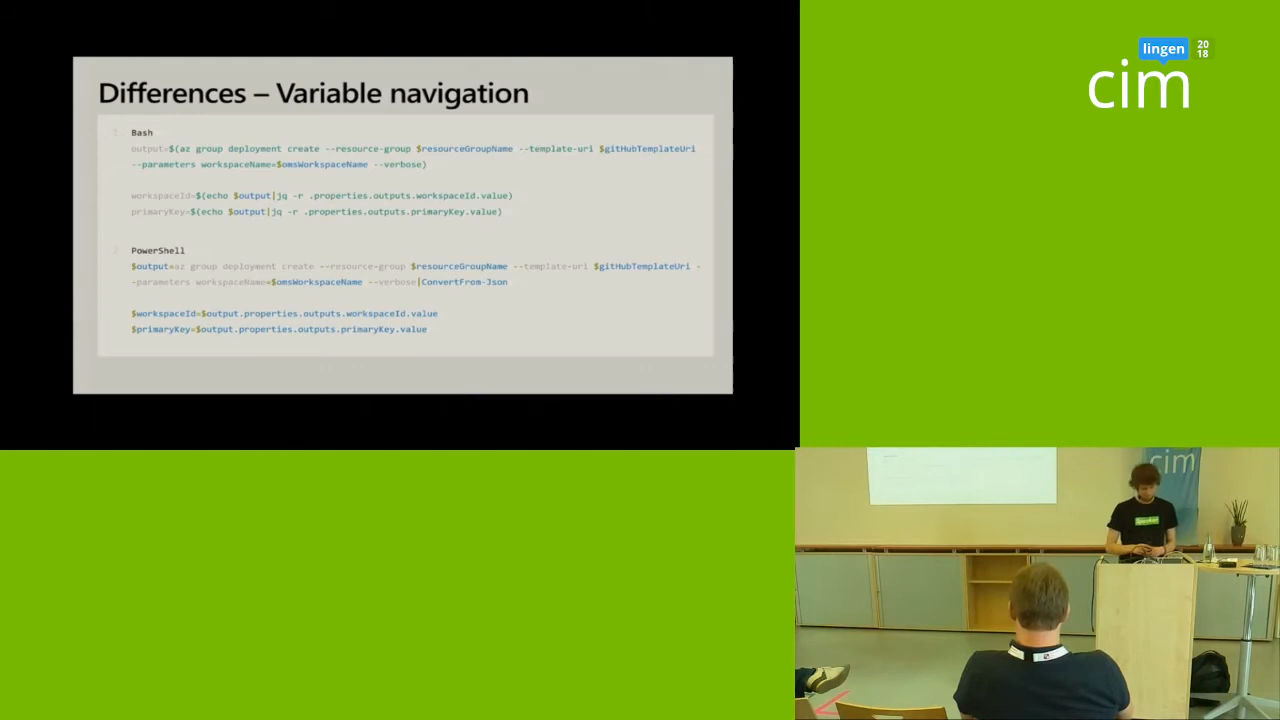 Differences – Variable navigation
Bash
output=$(az group deployment create --resource-group $resourceGroupName --template-uri $gitHubTemplateUri
--parameters workspaceName=$omsWorkspaceName --verbose)
workspaceId=$(echo $output|jq -r .properties.outputs.workspaceId.value)
primaryKey=$(echo $output|jq -r .properties.outputs.primaryKey.value)
PowerShell
$output=az group deployment create --resource-group $resourceGroupName --template-uri $gitHubTemplateUri -
-parameters workspaceName=$omsWorkspaceName --verbose|ConvertFrom-Json
$workspaceId=$output.properties.outputs.workspaceId.value
$primaryKey=$output.properties.outputs.primaryKey.value
lingen
20
18
cim
cim